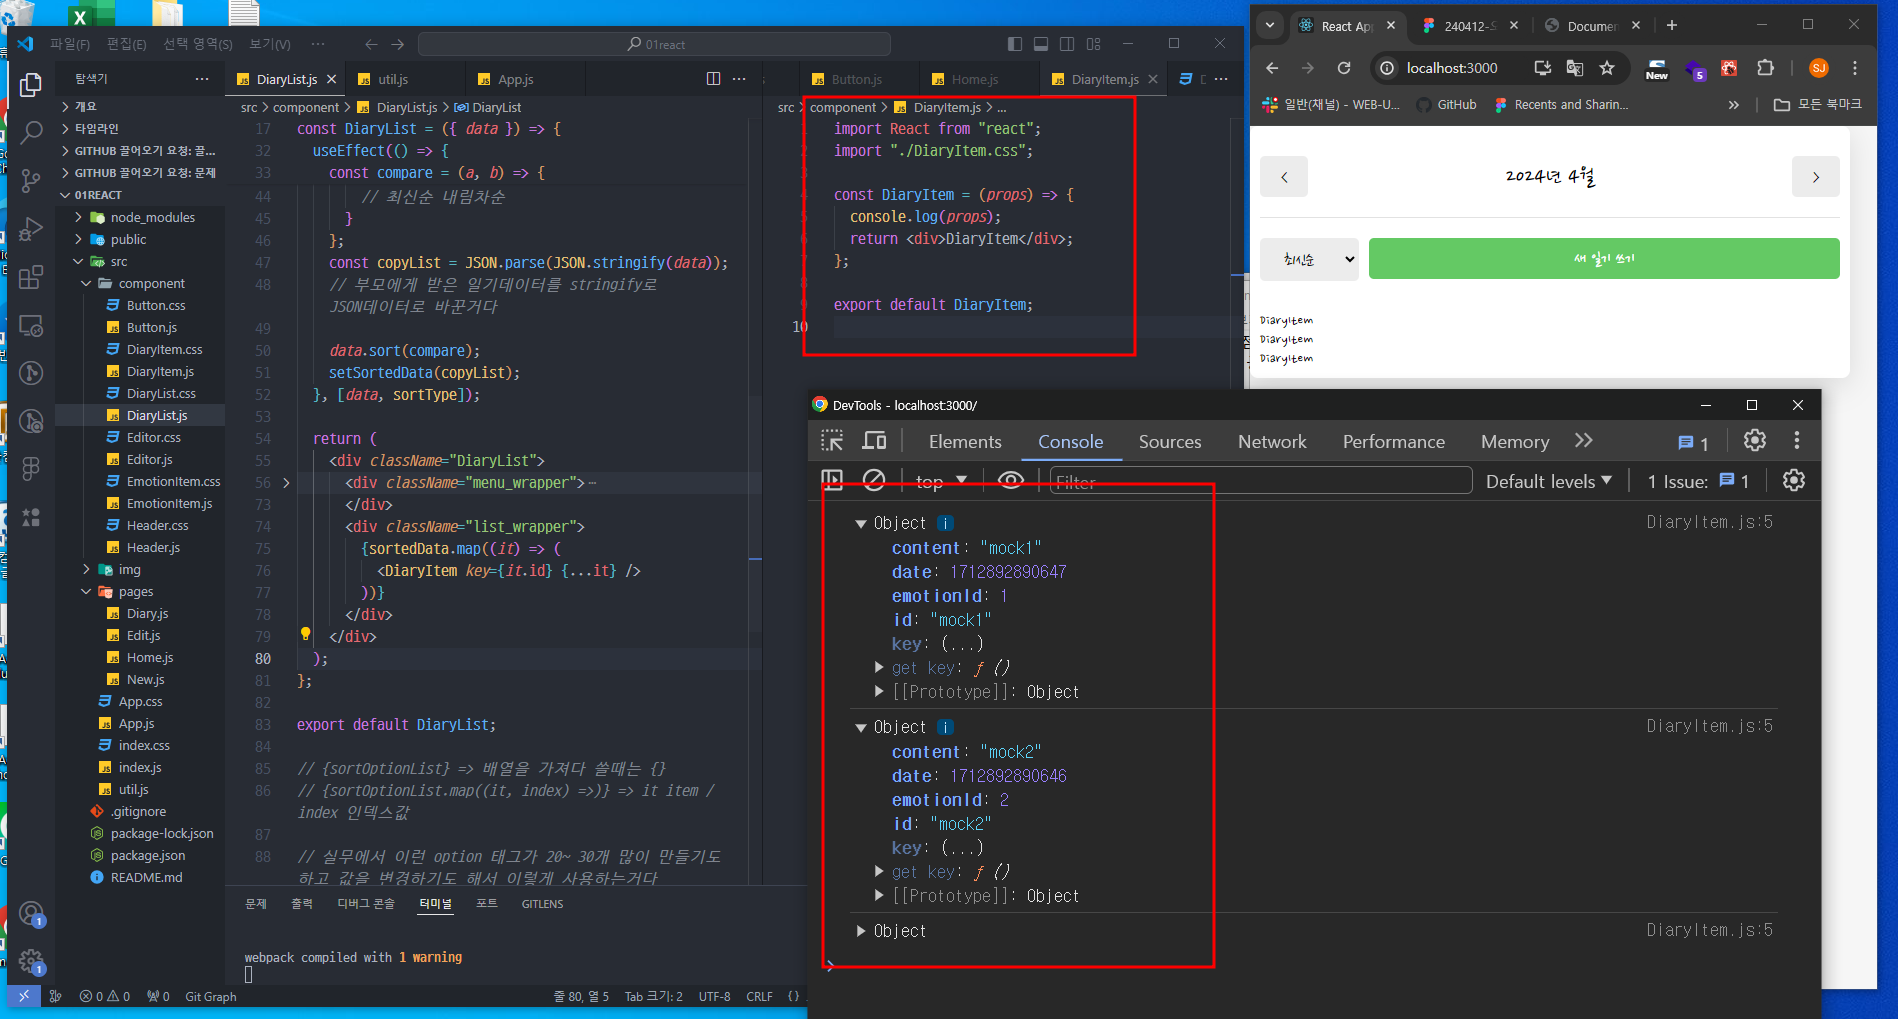 파일(F) 편집(E) 선택 영역(S) 보기(V) ···
01react
탐색기 ···
개요
타임라인
GITHUB 끌어오기 요청: 끌...
GITHUB 끌어오기 요청: 문제
01REACT
node_modules
public
src
component
Button.css
Button.js
DiaryItem.css
DiaryItem.js
DiaryList.css
DiaryList.js
Editor.css
Editor.js
EmotionItem.css
EmotionItem.js
Header.css
Header.js
img
pages
Diary.js
Edit.js
Home.js
New.js
App.css
App.js
index.css
index.js
util.js
.gitignore
package-lock.json
package.json
README.md
DiaryList.js util.js App.js
src > component > DiaryList.js > DiaryList
17 const DiaryList = ({ data }) => {
32 useEffect(() => {
33 const compare = (a, b) => {
44 // 최신순 내림차순
45 }
46 };
47 const copyList = JSON.parse(JSON.stringify(data));
48 // 부모에게 받은 일기데이터를 stringify로
JSON데이터로 바꾼거다
49
50 data.sort(compare);
51 setSortedData(copyList);
52 }, [data, sortType]);
53
54 return (
55 <div className="DiaryList">
56 <div className="menu_wrapper">···
73 </div>
74 <div className="list_wrapper">
75 {sortedData.map((it) => (
76 <DiaryItem key={it.id} {...it} />
77 ))}
78 </div>
79 </div>
80 );
81 };
82
83 export default DiaryList;
84
85 // {sortOptionList} => 배열을 가져다 쓸때는 {}
86 // {sortOptionList.map((it, index) =>)} => it item /
index 인덱스값
87
88 // 실무에서 이런 option 태그가 20~ 30개 많이 만들기도
하고 값을 변경하기도 해서 이렇게 사용하는거다
문제 출력 디버그 콘솔 터미널 포트 GITLENS
webpack compiled with 1 warning
0 0 0 Git Graph
줄 80, 열 5 Tab 크기: 2 UTF-8 CRLF {}
Button.js Home.js DiaryItem.js
src > component > DiaryItem.js > ...
import React from "react";
import "./DiaryItem.css";
const DiaryItem = (props) => {
console.log(props);
return <div>DiaryItem</div>;
};
export default DiaryItem;
10
React Ap 240412- Documen
localhost:3000
New 5 SJ
일반(채널) - WEB-U... GitHub Recents and Sharin... » 모든 북마크
< 2024년 4월 >
최신순 새 일기 쓰기
DiaryItem
DiaryItem
DiaryItem
DevTools - localhost:3000/
Elements Console Sources Network Performance Memory 1
top Filter Default levels 1 Issue: 1
Object i DiaryItem.js:5
content: "mock1"
date: 1712892890647
emotionId: 1
id: "mock1"
key: (...)
get key: ƒ ()
[[Prototype]]: Object
Object i DiaryItem.js:5
content: "mock2"
date: 1712892890646
emotionId: 2
id: "mock2"
key: (...)
get key: ƒ ()
[[Prototype]]: Object
Object DiaryItem.js:5